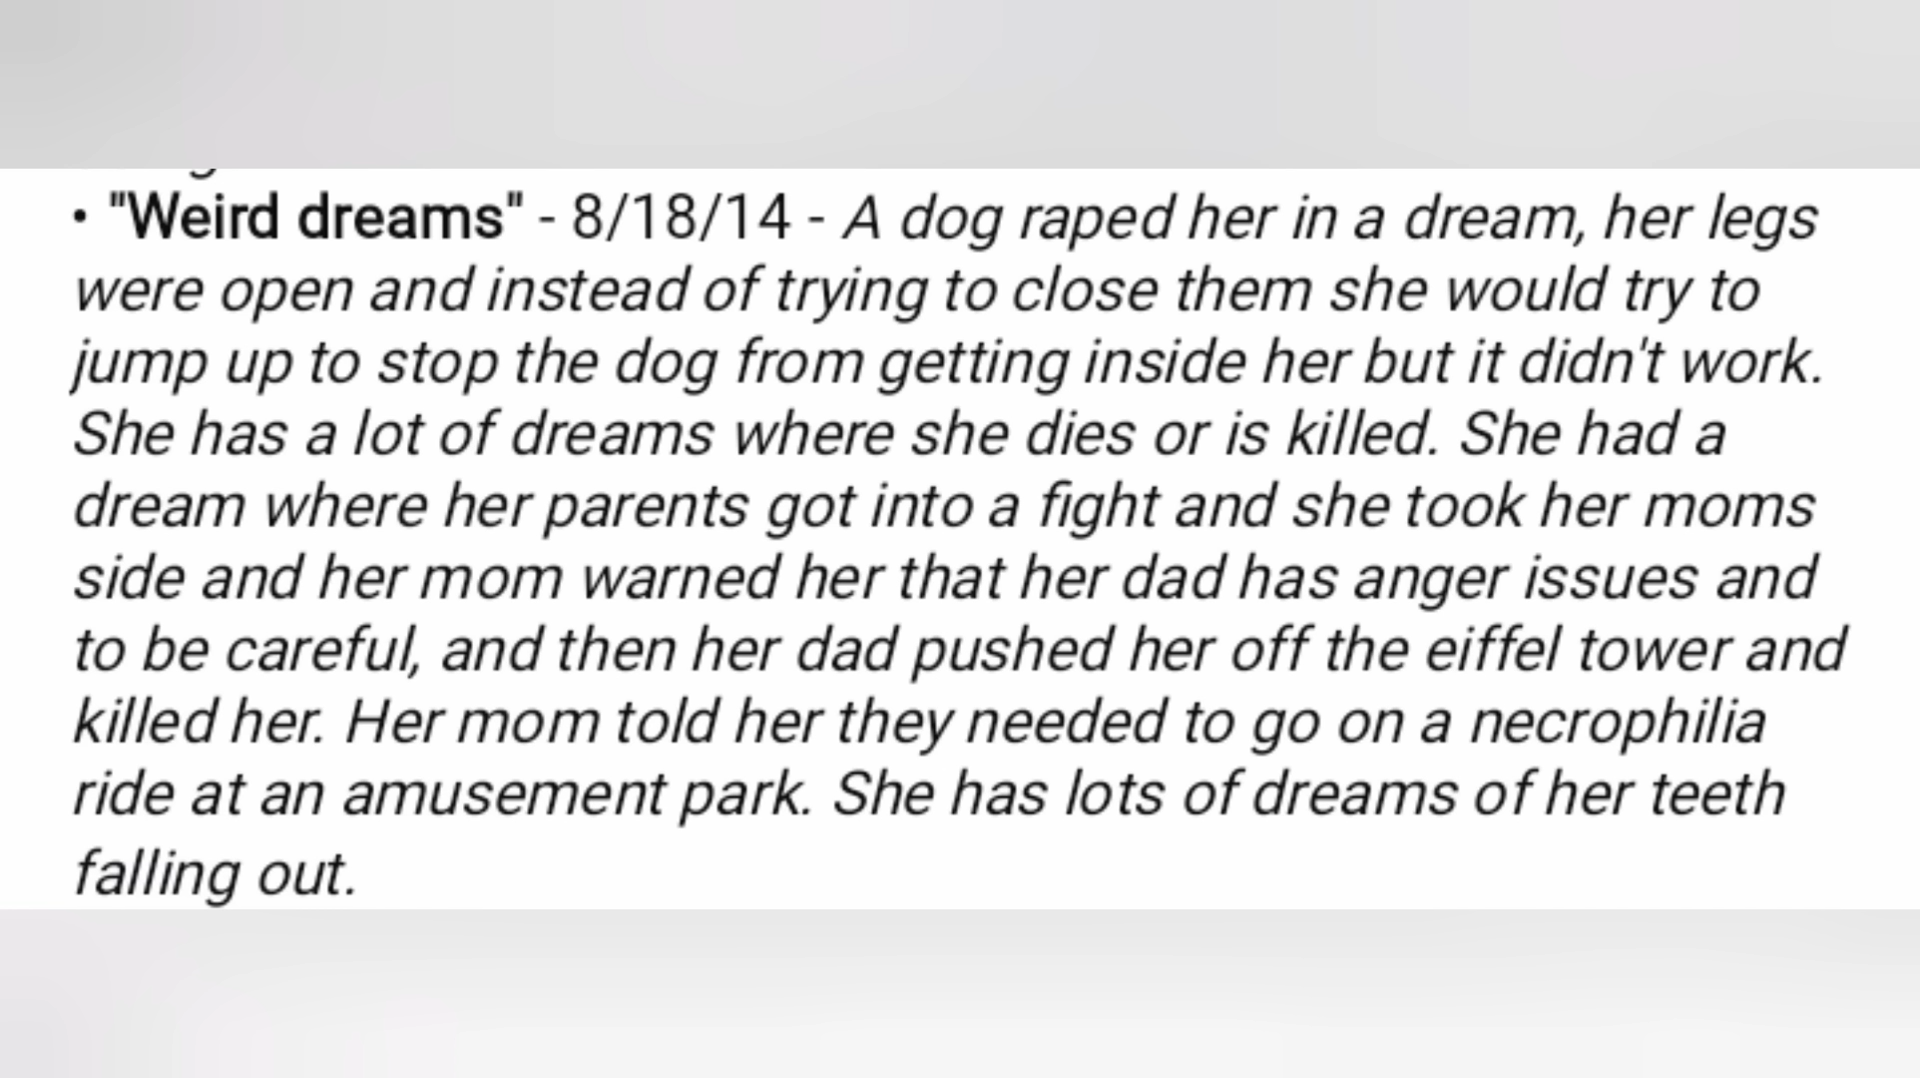 • "Weird dreams" - 8/18/14 - A dog raped her in a dream, her legs
were open and instead of trying to close them she would try to
jump up to stop the dog from getting inside her but it didn't work.
She has a lot of dreams where she dies or is killed. She had a
dream where her parents got into a fight and she took her moms
side and her mom warned her that her dad has anger issues and
to be careful, and then her dad pushed her off the eiffel tower and
killed her. Her mom told her they needed to go on a necrophilia
ride at an amusement park. She has lots of dreams of her teeth
falling out.